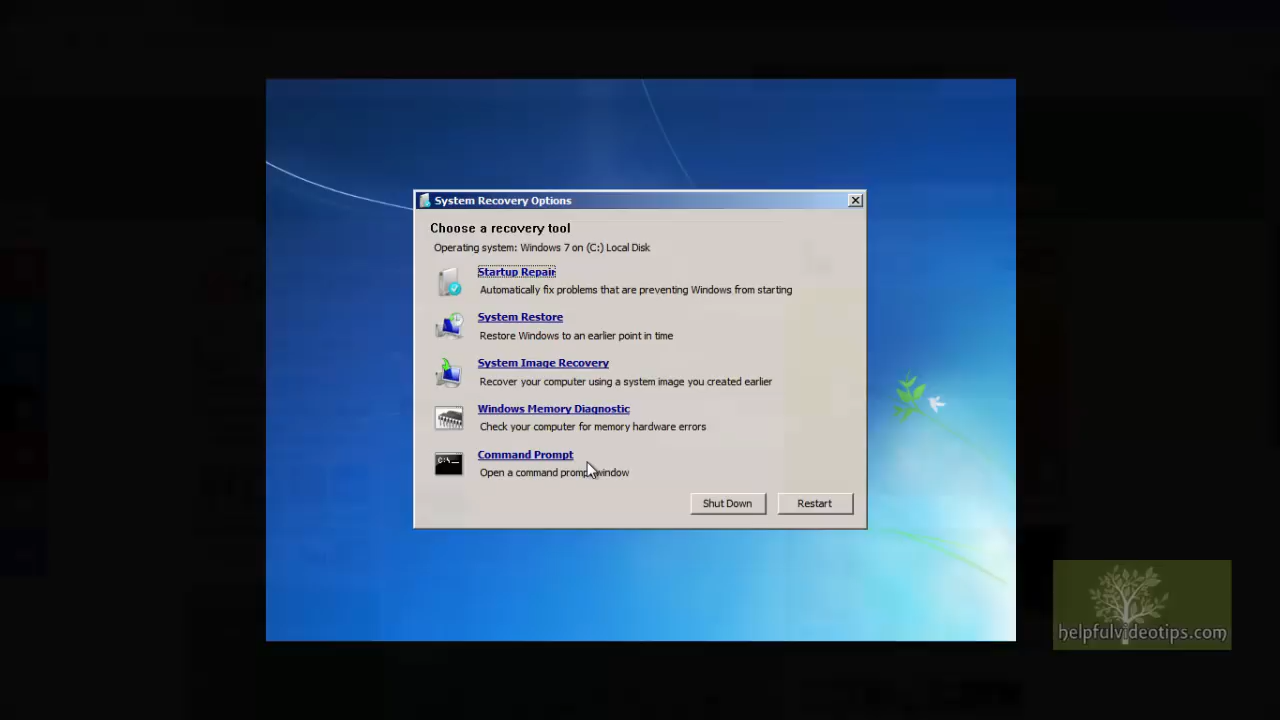 System Recovery Options
Choose a recovery tool
Operating system: Windows 7 on (C:) Local Disk
Startup Repair
Automatically fix problems that are preventing Windows from starting
System Restore
Restore Windows to an earlier point in time
System Image Recovery
Recover your computer using a system image you created earlier
Windows Memory Diagnostic
Check your computer for memory hardware errors
C:\_
Command Prompt
Open a command prompt window
Shut Down
Restart
helpfulvideotips.com